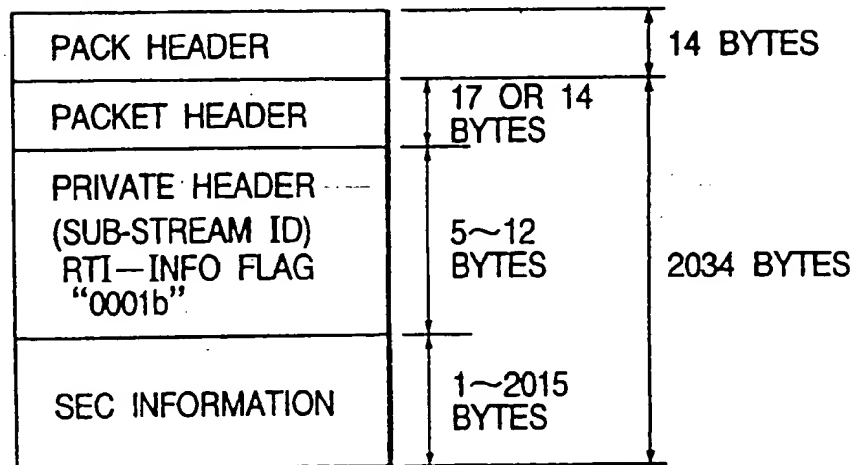 PACK HEADER
14 BYTES
PACKET HEADER
17 OR 14
BYTES
PRIVATE HEADER
(SUB-STREAM ID)
RTI—INFO FLAG
“0001b”
5~12
BYTES
2034 BYTES
SEC INFORMATION
1~2015
BYTES